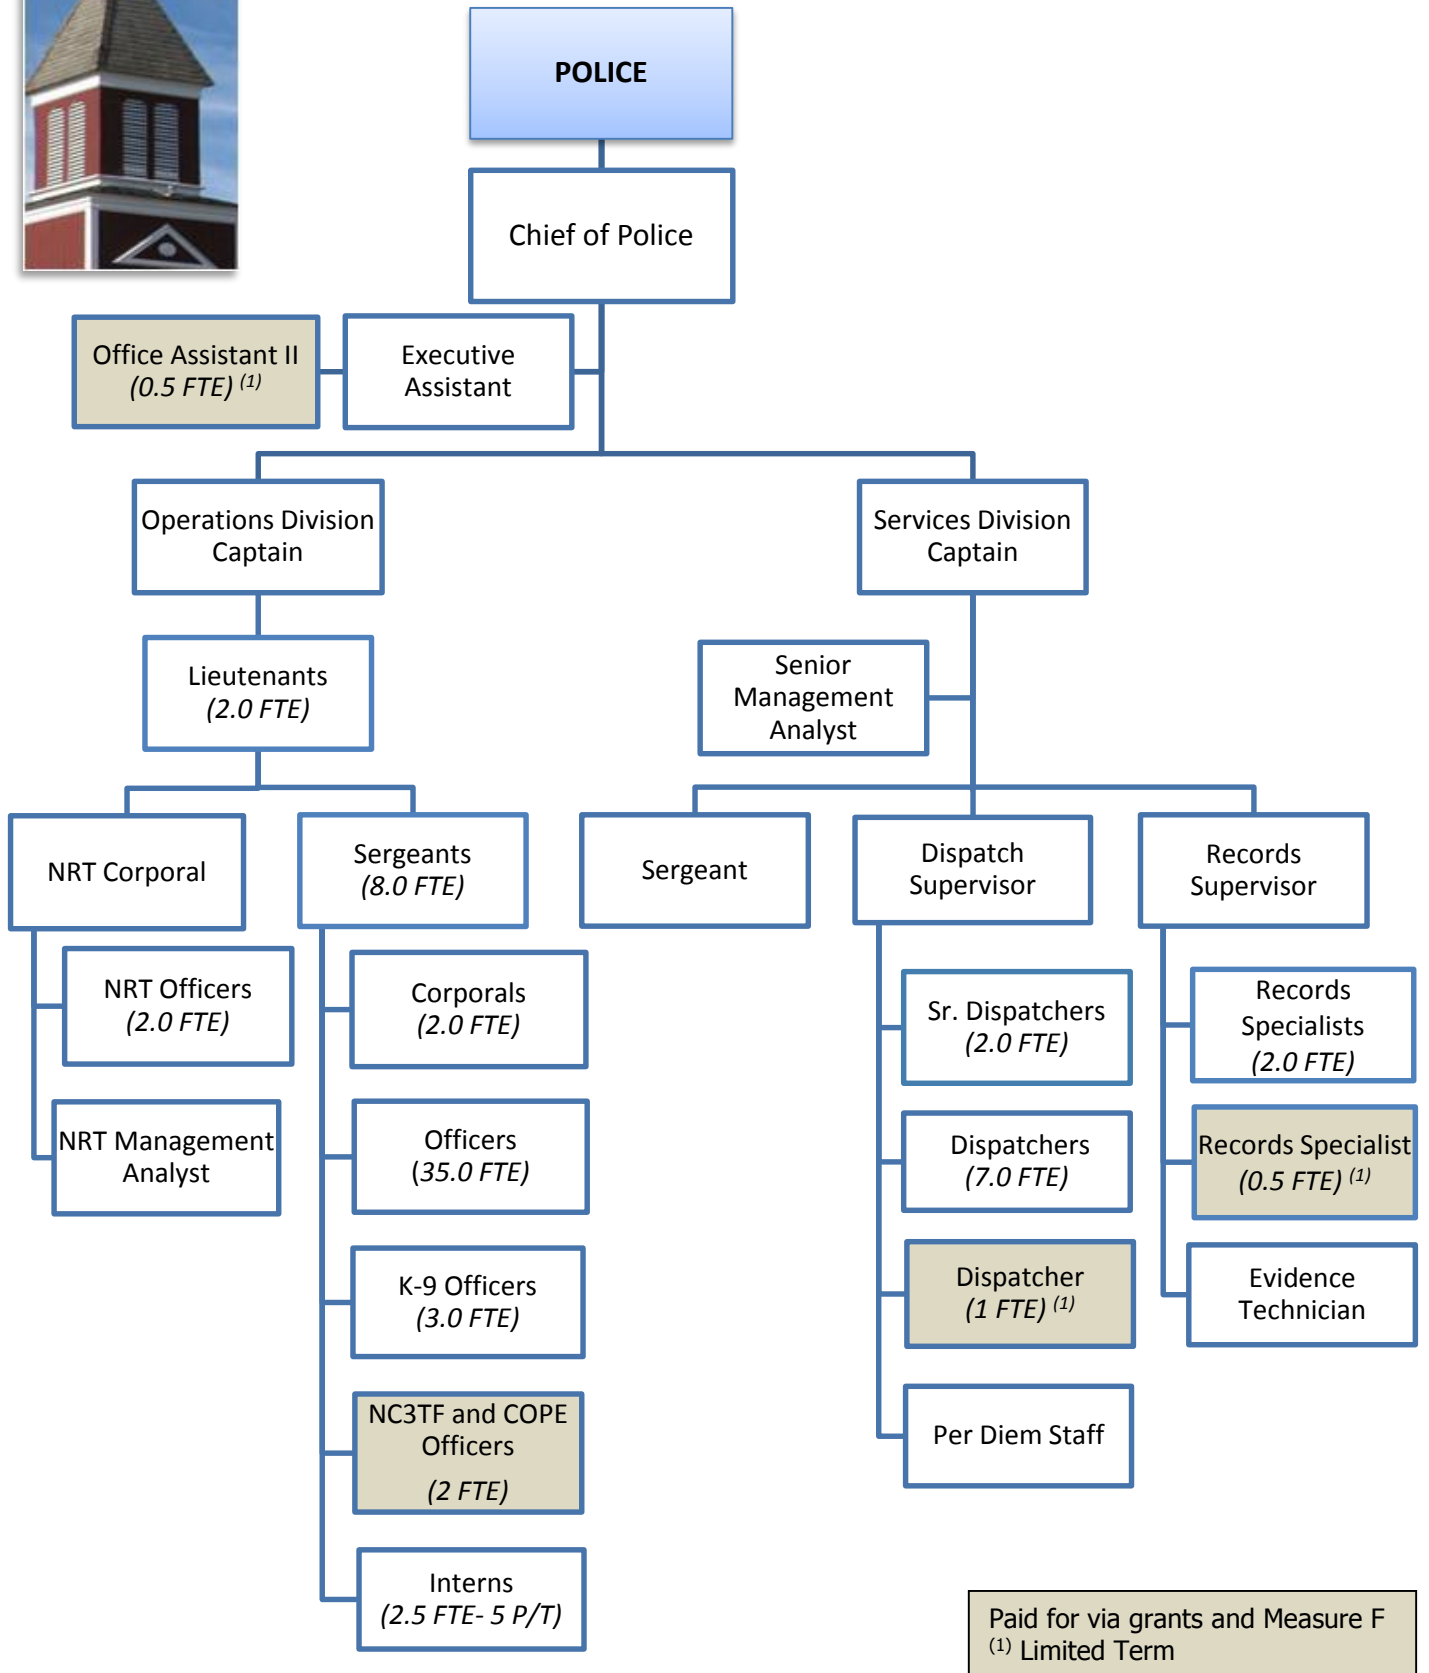 POLICE
Chief of Police
Office Assistant II
(0.5 FTE) (1)
Executive
Assistant
Operations Division
Captain
Services Division
Captain
Lieutenants
(2.0 FTE)
Senior
Management
Analyst
NRT Corporal
Sergeants
(8.0 FTE)
Sergeant
Dispatch
Supervisor
Records
Supervisor
NRT Officers
(2.0 FTE)
NRT Management
Analyst
Corporals
(2.0 FTE)
Officers
(35.0 FTE)
K-9 Officers
(3.0 FTE)
NC3TF and COPE
Officers
(2 FTE)
Interns
(2.5 FTE- 5 P/T)
Sr. Dispatchers
(2.0 FTE)
Dispatchers
(7.0 FTE)
Dispatcher
(1 FTE) (1)
Per Diem Staff
Records
Specialists
(2.0 FTE)
Records Specialist
(0.5 FTE) (1)
Evidence
Technician
Paid for via grants and Measure F
(1) Limited Term